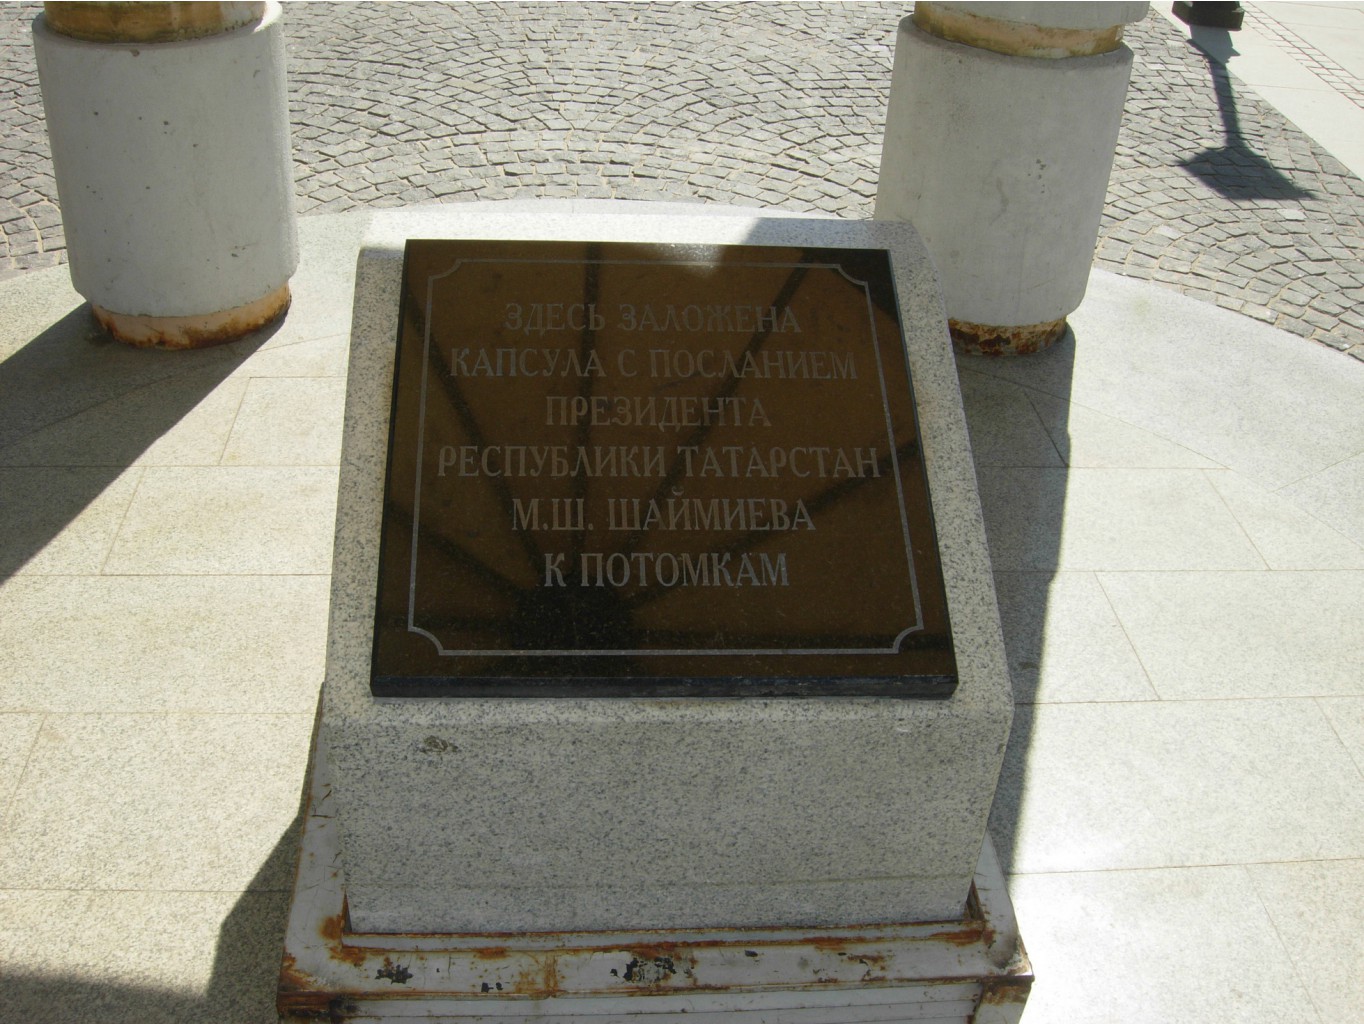 ЗДЕСЬ ЗАЛОЖЕНА
КАПСУЛА С ПОСЛАНИЕМ
ПРЕЗИДЕНТА
РЕСПУБЛИКИ ТАТАРСТАН
М.Ш. ШАЙМИЕВА
К ПОТОМКАМ